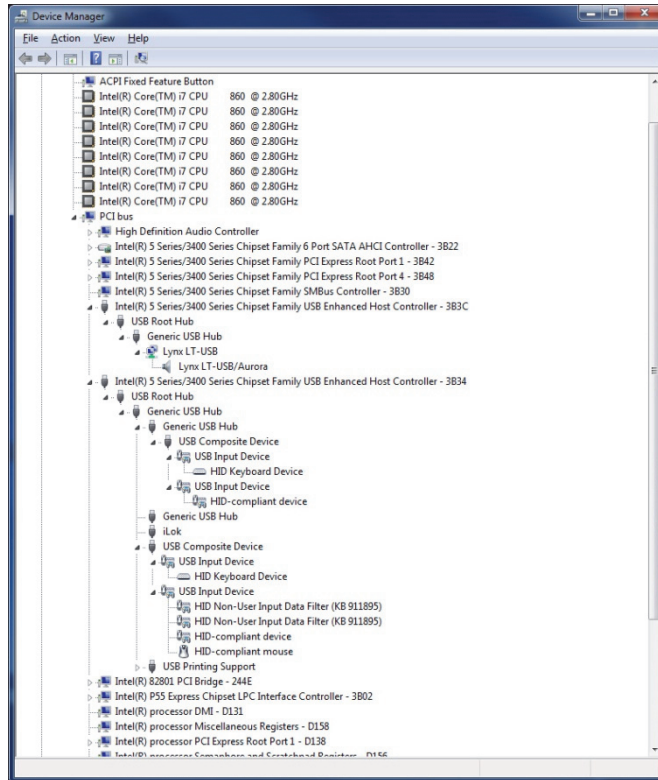 Device Manager
File Action View Help
ACPI Fixed Feature Button
Intel(R) Core(TM) i7 CPU 860 @ 2.80GHz
Intel(R) Core(TM) i7 CPU 860 @ 2.80GHz
Intel(R) Core(TM) i7 CPU 860 @ 2.80GHz
Intel(R) Core(TM) i7 CPU 860 @ 2.80GHz
Intel(R) Core(TM) i7 CPU 860 @ 2.80GHz
Intel(R) Core(TM) i7 CPU 860 @ 2.80GHz
Intel(R) Core(TM) i7 CPU 860 @ 2.80GHz
Intel(R) Core(TM) i7 CPU 860 @ 2.80GHz
PCI bus
High Definition Audio Controller
Intel(R) 5 Series/3400 Series Chipset Family 6 Port SATA AHCI Controller - 3B22
Intel(R) 5 Series/3400 Series Chipset Family PCI Express Root Port 1 - 3B42
Intel(R) 5 Series/3400 Series Chipset Family PCI Express Root Port 4 - 3B48
Intel(R) 5 Series/3400 Series Chipset Family SMBus Controller - 3B30
Intel(R) 5 Series/3400 Series Chipset Family USB Enhanced Host Controller - 3B3C
USB Root Hub
Generic USB Hub
Lynx LT-USB
Lynx LT-USB/Aurora
Intel(R) 5 Series/3400 Series Chipset Family USB Enhanced Host Controller - 3B34
USB Root Hub
Generic USB Hub
Generic USB Hub
USB Composite Device
USB Input Device
HID Keyboard Device
USB Input Device
HID-compliant device
Generic USB Hub
iLok
USB Composite Device
USB Input Device
HID Keyboard Device
USB Input Device
HID Non-User Input Data Filter (KB 911895)
HID Non-User Input Data Filter (KB 911895)
HID-compliant device
HID-compliant mouse
USB Printing Support
Intel(R) 82801 PCI Bridge - 244E
Intel(R) P55 Express Chipset LPC Interface Controller - 3B02
Intel(R) processor DMI - D131
Intel(R) processor Miscellaneous Registers - D158
Intel(R) processor PCI Express Root Port 1 - D138
Intel(R) processor Semaphore and Scratchpad Registers - D156